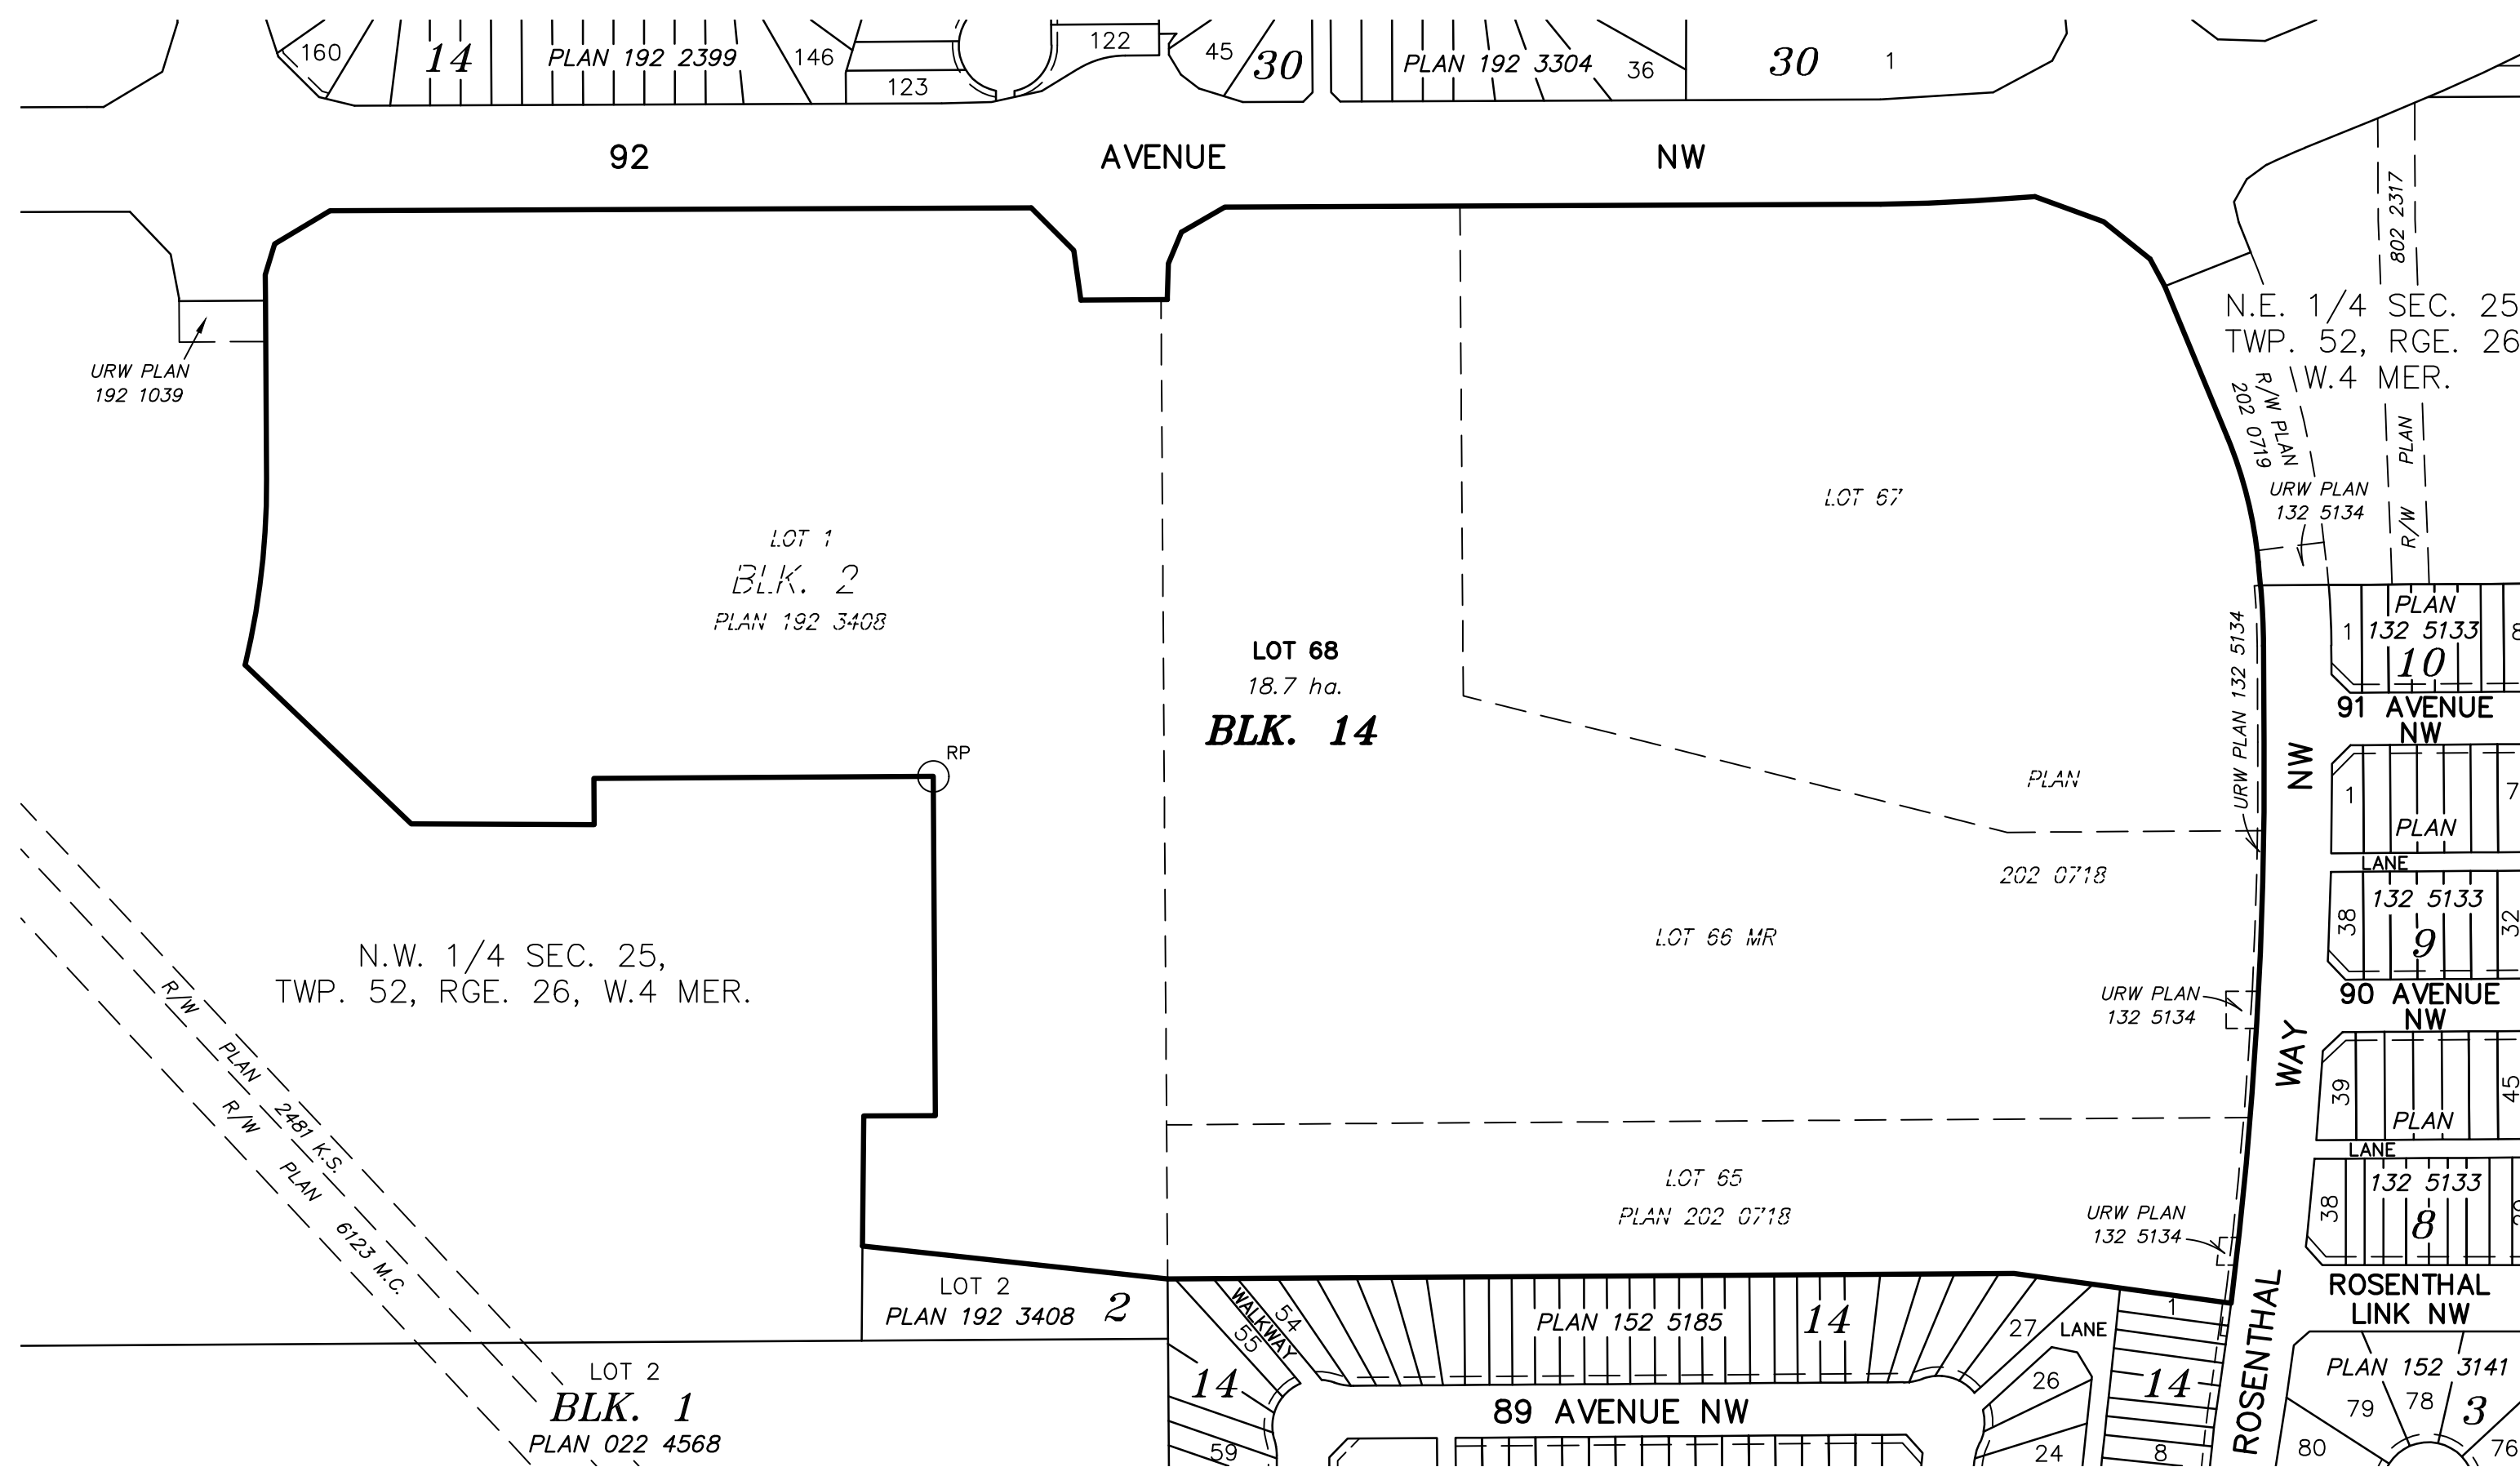 160
14
PLAN 192 2399
146
123
122
45
30
PLAN 192 3304
36
30
1
92 AVENUE NW
802 2317
URW PLAN
192 1039
N.E. 1/4 SEC. 25
TWP. 52, RGE. 26
W.4 MER.
R/W PLAN
202 0719
R/W PLAN
URW PLAN
132 5134
LOT 67
LOT 1
BLK. 2
PLAN 192 3408
LOT 68
18.7 ha.
BLK. 14
RP
PLAN
202 0718
LOT 66 MR
URW PLAN 132 5134
1
PLAN
132 5133
10
8
91 AVENUE
NW
1
PLAN
7
LANE
38
132 5133
9
32
90 AVENUE
NW
39
PLAN
45
LANE
38
132 5133
8
ROSENTHAL
LINK NW
N.W. 1/4 SEC. 25,
TWP. 52, RGE. 26, W.4 MER.
R/W PLAN 2481 K.S.
R/W PLAN 6123 M.C.
URW PLAN
132 5134
LOT 65
PLAN 202 0718
URW PLAN
132 5134
ROSENTHAL WAY NW
LOT 2
PLAN 192 3408
2
WALKWAY
54
55
PLAN 152 5185
14
27
LANE
1
14
8
26
24
14
59
89 AVENUE NW
LOT 2
BLK. 1
PLAN 022 4568
PLAN 152 3141
79
78
3
80
76